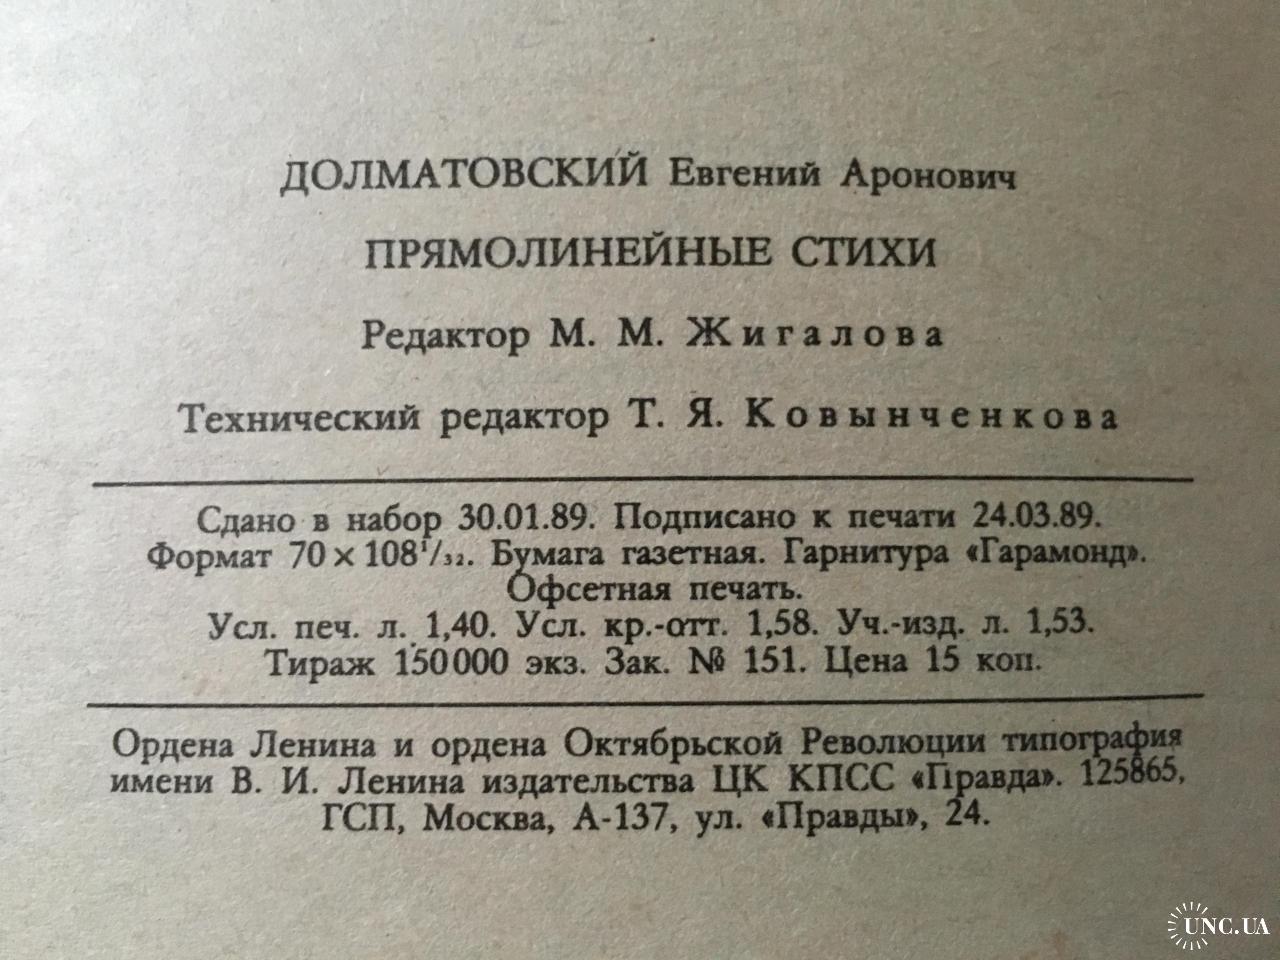 ДОЛМАТОВСКИЙ Евгений Аронович
ПРЯМОЛИНЕЙНЫЕ СТИХИ
Редактор М. М. Жигалова
Технический редактор Т. Я. Ковынченкова
Сдано в набор 30.01.89. Подписано к печати 24.03.89.
Формат 70×108¹/₃₂. Бумага газетная. Гарнитура «Гарамонд».
Офсетная печать.
Усл. печ. л. 1,40. Усл. кр.-отт. 1,58. Уч.-изд. л. 1,53.
Тираж 150 000 экз. Зак. № 151. Цена 15 коп.
Ордена Ленина и ордена Октябрьской Революции типография
имени В. И. Ленина издательства ЦК КПСС «Правда». 125865,
ГСП, Москва, А-137, ул. «Правды», 24.
UNC.UA